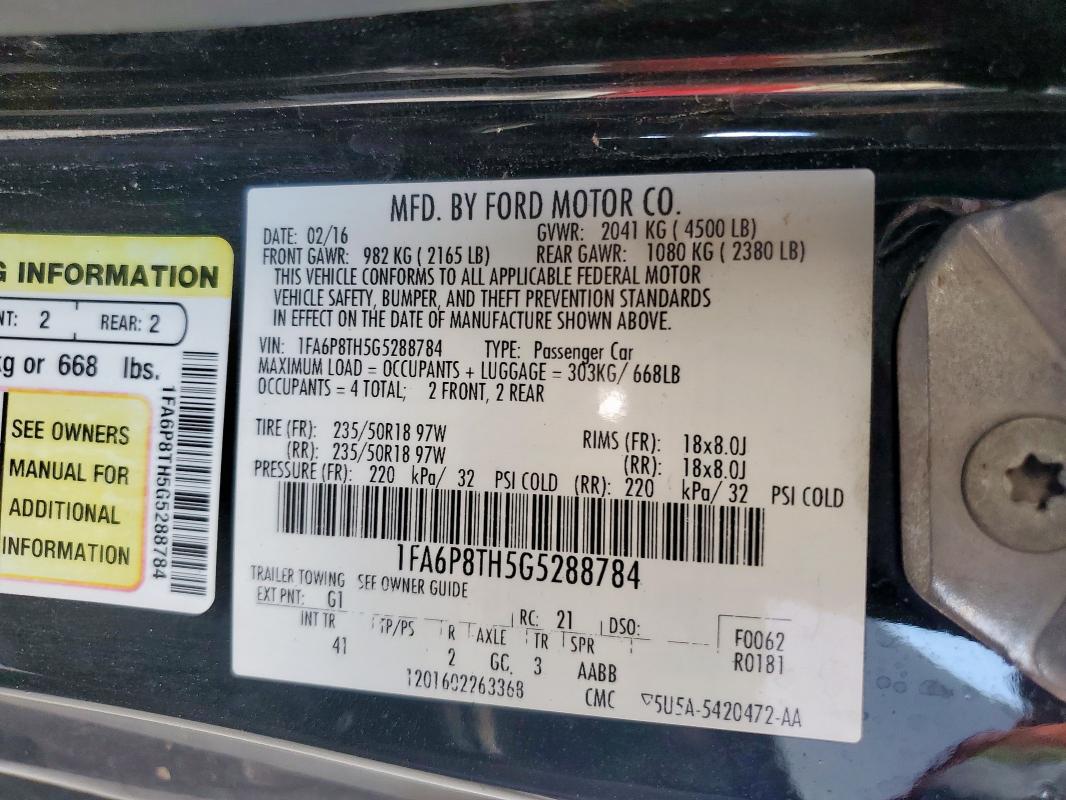 MFD. BY FORD MOTOR CO.
DATE: 02/16 GVWR: 2041 KG ( 4500 LB)
FRONT GAWR: 982 KG ( 2165 LB) REAR GAWR: 1080 KG ( 2380 LB)
THIS VEHICLE CONFORMS TO ALL APPLICABLE FEDERAL MOTOR
VEHICLE SAFETY, BUMPER, AND THEFT PREVENTION STANDARDS
IN EFFECT ON THE DATE OF MANUFACTURE SHOWN ABOVE.
VIN: 1FA6P8TH5G5288784 TYPE: Passenger Car
MAXIMUM LOAD = OCCUPANTS + LUGGAGE = 303KG/ 668LB
OCCUPANTS = 4 TOTAL; 2 FRONT, 2 REAR
TIRE (FR): 235/50R18 97W RIMS (FR): 18x8.0J
(RR): 235/50R18 97W (RR): 18x8.0J
PRESSURE (FR): 220 kPa/ 32 PSI COLD (RR): 220 kPa/ 32 PSI COLD
1FA6P8TH5G5288784
TRAILER TOWING SEE OWNER GUIDE
EXT PNT: G1 RC: 21 DSO: F0062
INT TR TP/PS R AXLE TR SPR R0181
41 2 GC, 3 AABB
1201602263368 CMC 5U5A-5420472-AA
G INFORMATION
NT: 2 REAR: 2
kg or 668 lbs.
SEE OWNERS
MANUAL FOR
ADDITIONAL
INFORMATION
1FA6P8TH5G5288784